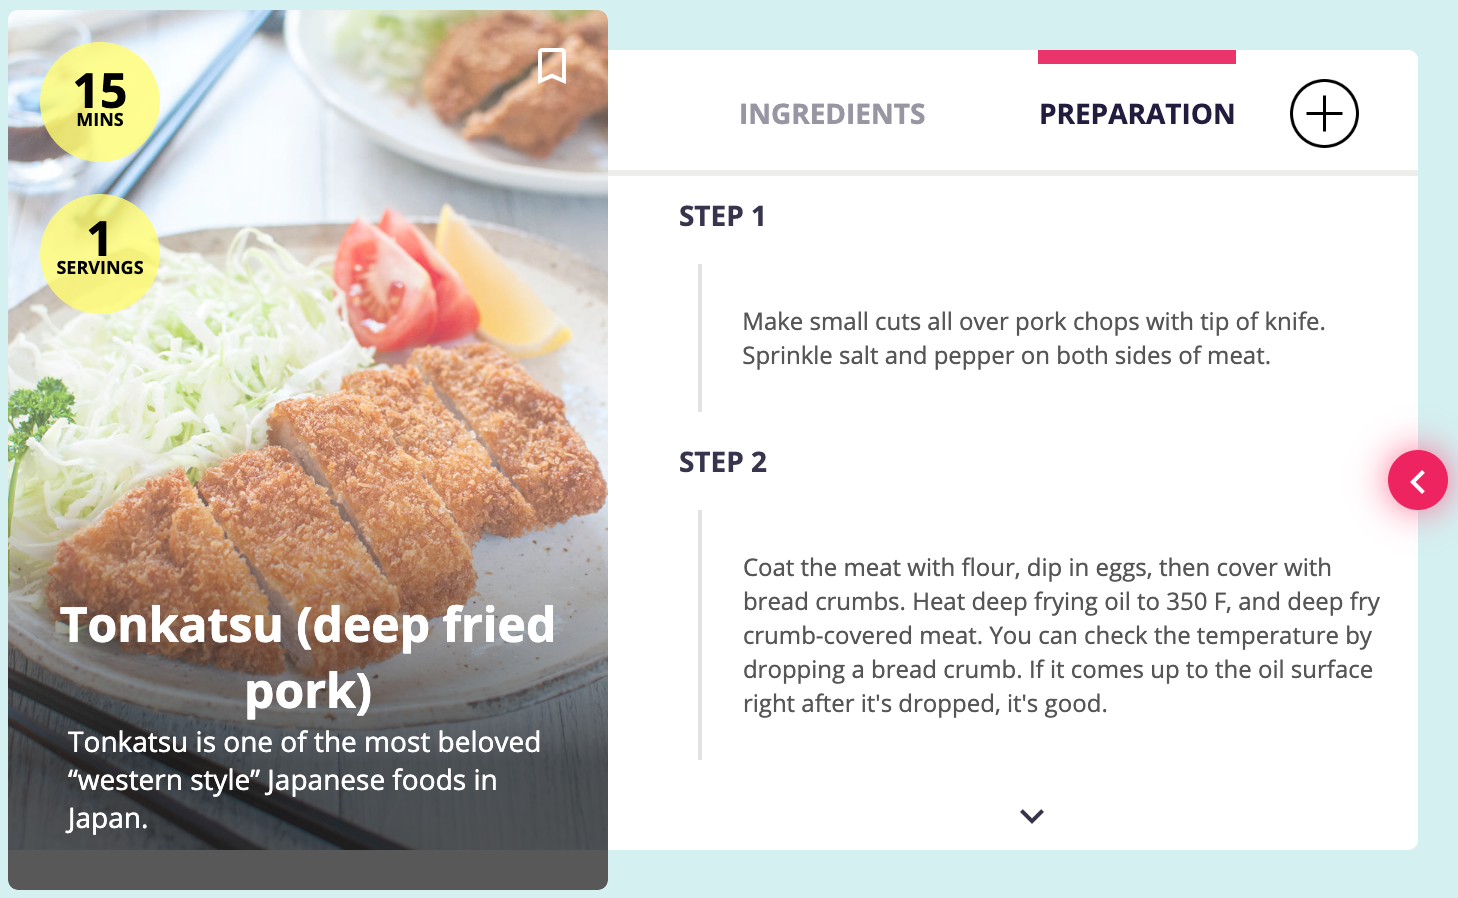 15
MINS
1
SERVINGS
Tonkatsu (deep fried
pork)
Tonkatsu is one of the most beloved
“western style” Japanese foods in
Japan.
INGREDIENTS
PREPARATION
STEP 1
Make small cuts all over pork chops with tip of knife.
Sprinkle salt and pepper on both sides of meat.
STEP 2
Coat the meat with flour, dip in eggs, then cover with
bread crumbs. Heat deep frying oil to 350 F, and deep fry
crumb-covered meat. You can check the temperature by
dropping a bread crumb. If it comes up to the oil surface
right after it's dropped, it's good.